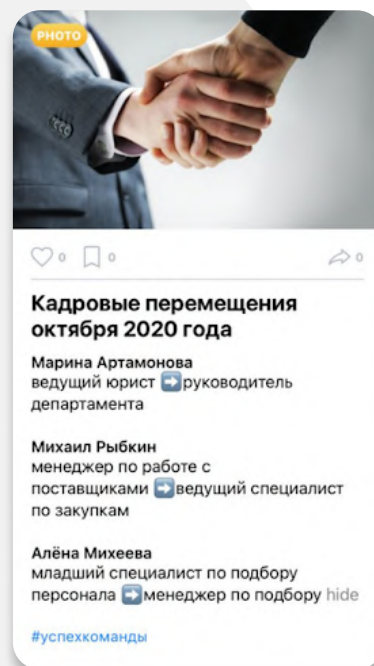 PHOTO
0 0 0
Кадровые перемещения
октября 2020 года
Марина Артамонова
ведущий юрист ➡️руководитель
департамента
Михаил Рыбкин
менеджер по работе с
поставщиками ➡️ведущий специалист
по закупкам
Алёна Михеева
младший специалист по подбору
персонала ➡️менеджер по подбору hide
#успехкоманды